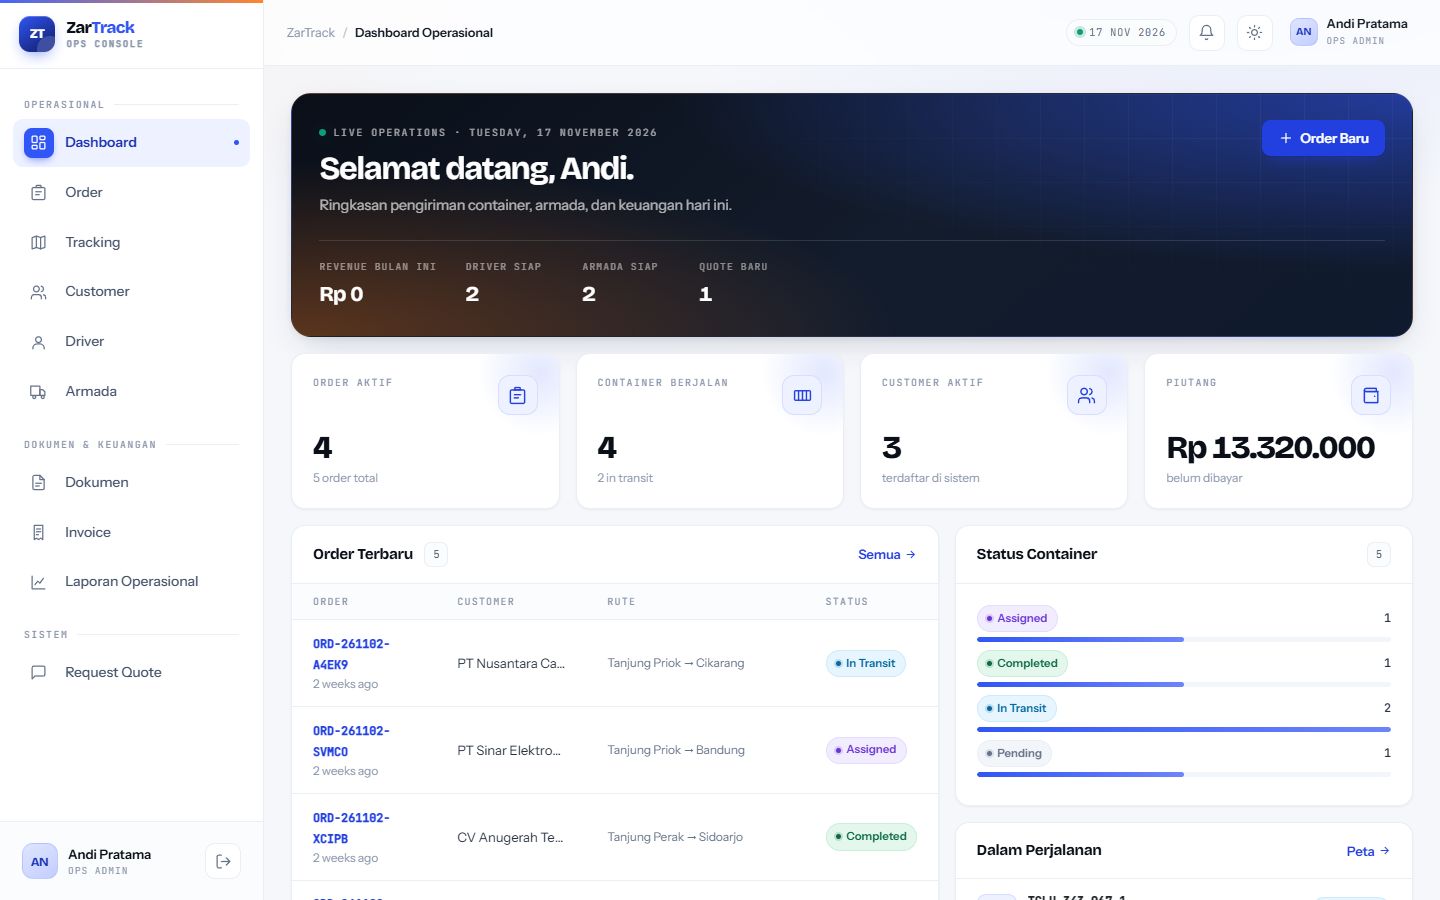 ZT
ZarTrack
OPS CONSOLE
OPERASIONAL
Dashboard
Order
Tracking
Customer
Driver
Armada
DOKUMEN & KEUANGAN
Dokumen
Invoice
Laporan Operasional
SISTEM
Request Quote
AN
Andi Pratama
OPS ADMIN
ZarTrack / Dashboard Operasional
17 NOV 2026
AN
Andi Pratama
OPS ADMIN
LIVE OPERATIONS · TUESDAY, 17 NOVEMBER 2026
Selamat datang, Andi.
Ringkasan pengiriman container, armada, dan keuangan hari ini.
Order Baru
REVENUE BULAN INI
Rp 0
DRIVER SIAP
2
ARMADA SIAP
2
QUOTE BARU
1
ORDER AKTIF
4
5 order total
CONTAINER BERJALAN
4
2 in transit
CUSTOMER AKTIF
3
terdaftar di sistem
PIUTANG
Rp 13.320.000
belum dibayar
Order Terbaru 5
Semua →
ORDER CUSTOMER RUTE STATUS
ORD-261102-
A4EK9
2 weeks ago
PT Nusantara Ca...
Tanjung Priok → Cikarang
In Transit
ORD-261102-
SVMCO
2 weeks ago
PT Sinar Elektro...
Tanjung Priok → Bandung
Assigned
ORD-261102-
XCIPB
2 weeks ago
CV Anugerah Te...
Tanjung Perak → Sidoarjo
Completed
Status Container 5
Assigned 1
Completed 1
In Transit 2
Pending 1
Dalam Perjalanan
Peta →